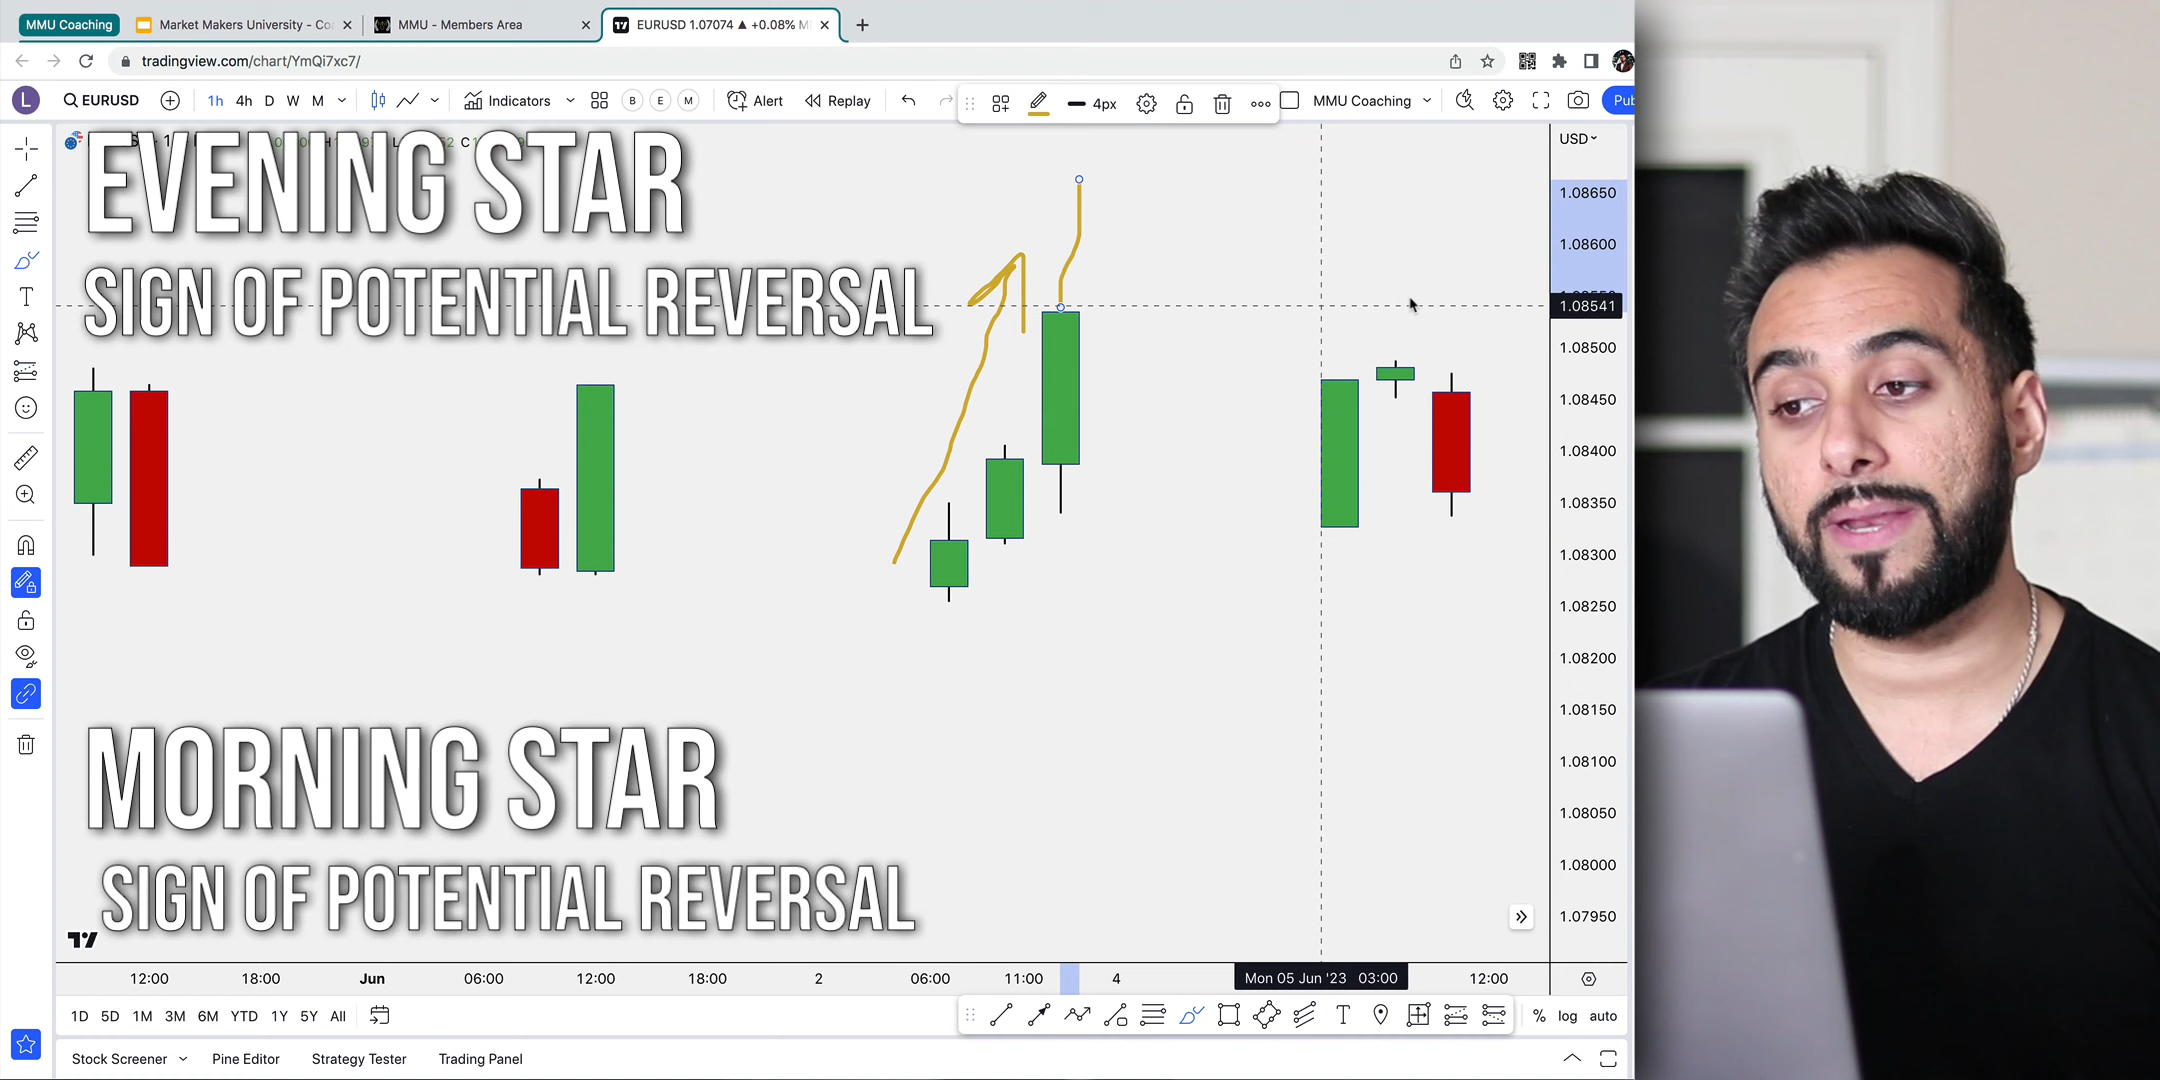 MMU Coaching
Market Makers University - Co
MMU - Members Area
EURUSD 1.07074 ▲ +0.08% M
tradingview.com/chart/YmQi7xc7/
L
EURUSD
1h 4h D W M
Indicators
B E M
Alert
Replay
4px
MMU Coaching
Pub
USD
EVENING STAR
SIGN OF POTENTIAL REVERSAL
1.08650
1.08600
1.08541
1.08500
1.08450
1.08400
1.08350
1.08300
1.08250
1.08200
1.08150
1.08100
1.08050
1.08000
1.07950
MORNING STAR
SIGN OF POTENTIAL REVERSAL
12:00 18:00 Jun 06:00 12:00 18:00 2 06:00 11:00 4 Mon 05 Jun '23 03:00 12:00
1D 5D 1M 3M 6M YTD 1Y 5Y All
% log auto
Stock Screener Pine Editor Strategy Tester Trading Panel